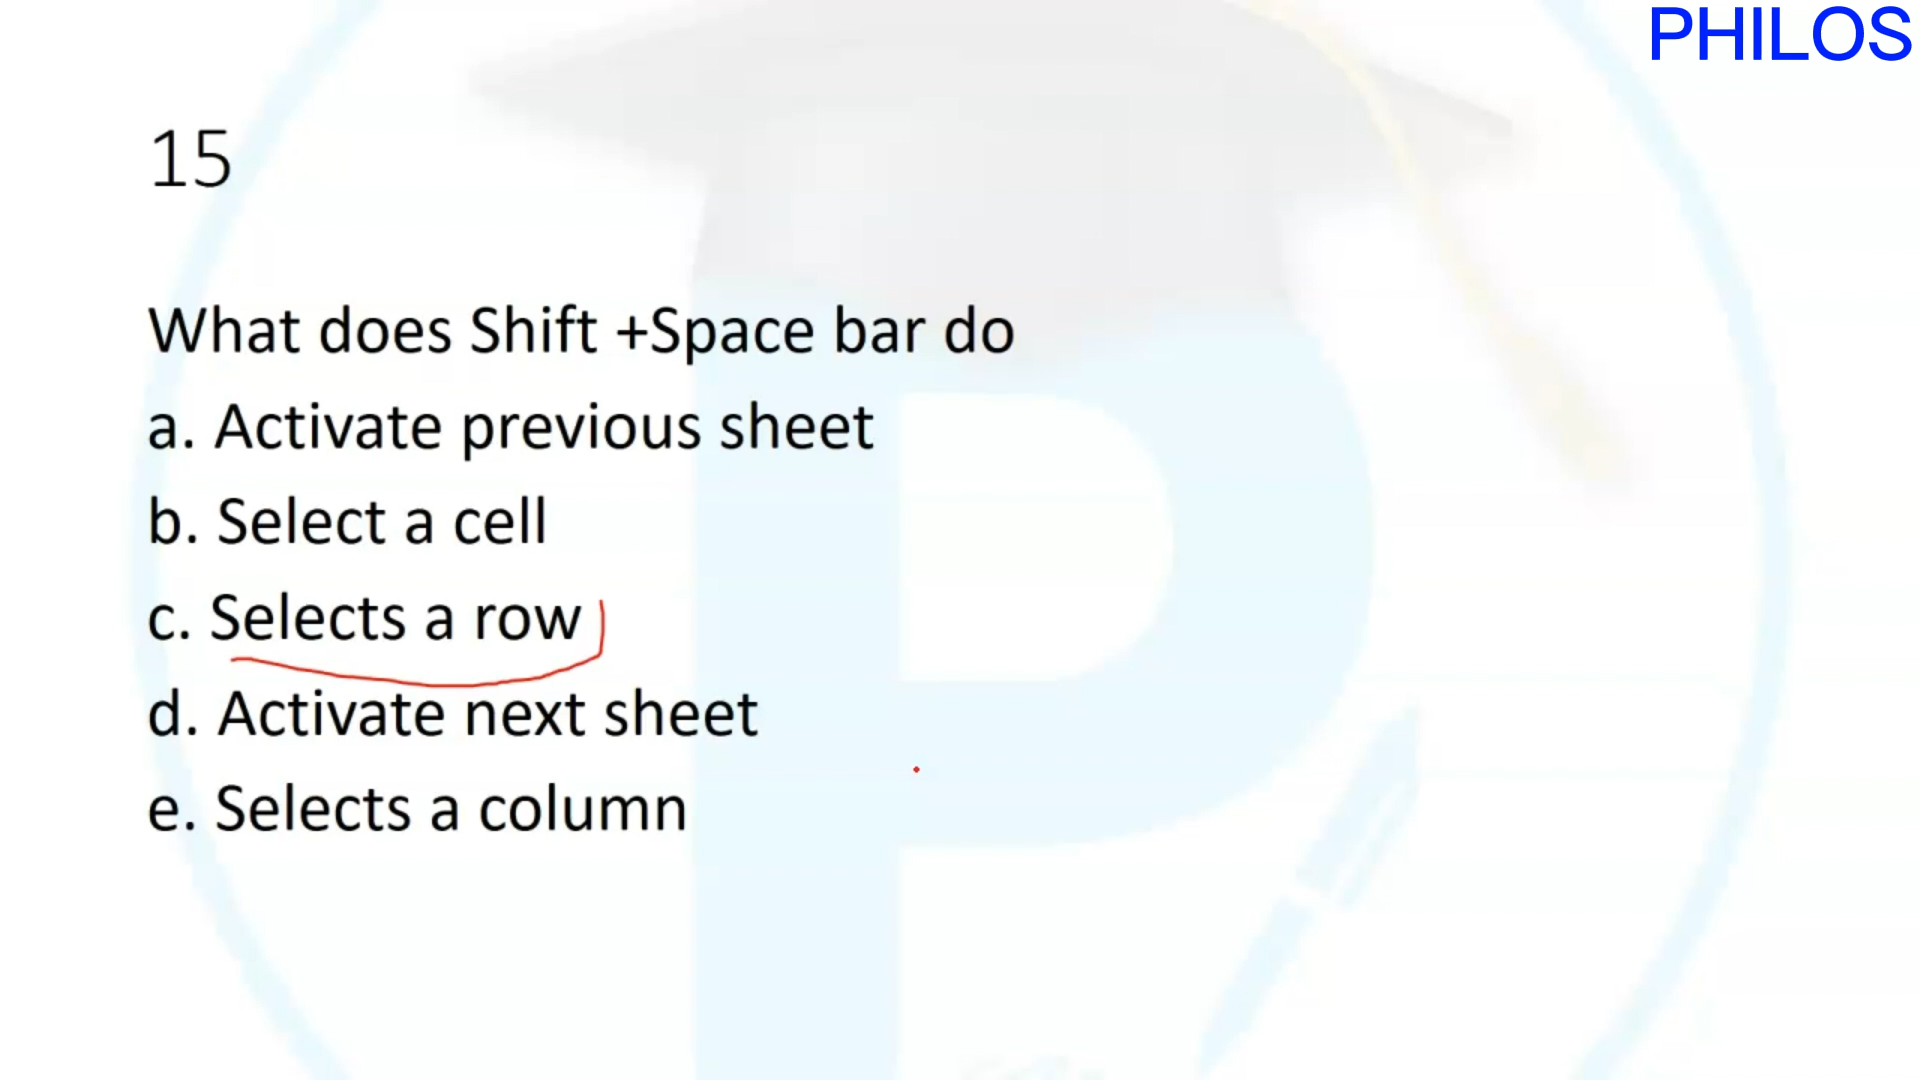 PHILOS
15
What does Shift +Space bar do
a. Activate previous sheet
b. Select a cell
c. Selects a row
d. Activate next sheet
e. Selects a column